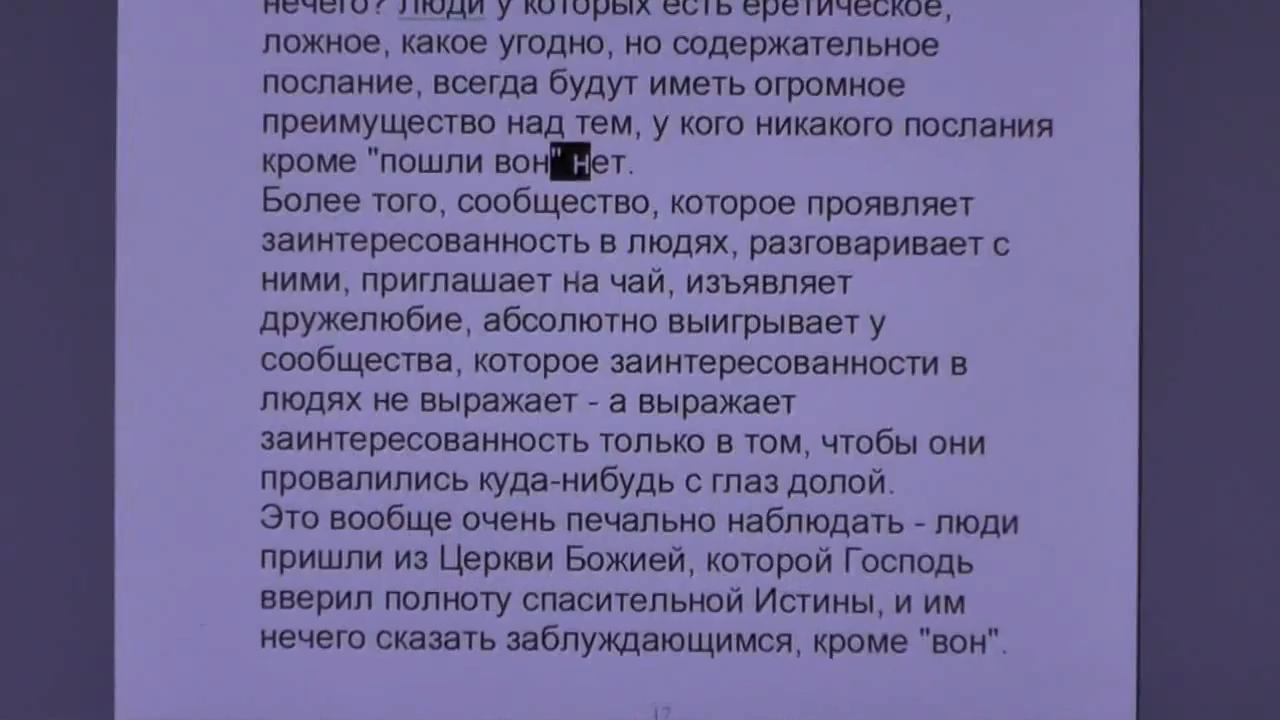 нечего? Люди у которых есть еретическое,
ложное, какое угодно, но содержательное
послание, всегда будут иметь огромное
преимущество над тем, у кого никакого послания
кроме "пошли вон" нет.
Более того, сообщество, которое проявляет
заинтересованность в людях, разговаривает с
ними, приглашает на чай, изъявляет
дружелюбие, абсолютно выигрывает у
сообщества, которое заинтересованности в
людях не выражает - а выражает
заинтересованность только в том, чтобы они
провалились куда-нибудь с глаз долой.
Это вообще очень печально наблюдать - люди
пришли из Церкви Божией, которой Господь
вверил полноту спасительной Истины, и им
нечего сказать заблуждающимся, кроме "вон".
17